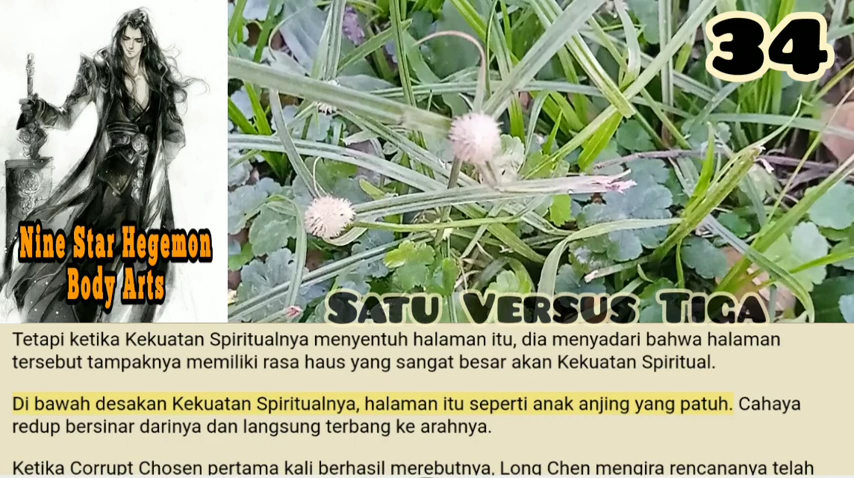 34
Nine Star Hegemon
Body Arts
Satu Versus Tiga
Tetapi ketika Kekuatan Spiritualnya menyentuh halaman itu, dia menyadari bahwa halaman
tersebut tampaknya memiliki rasa haus yang sangat besar akan Kekuatan Spiritual.
Di bawah desakan Kekuatan Spiritualnya, halaman itu seperti anak anjing yang patuh. Cahaya
redup bersinar darinya dan langsung terbang ke arahnya.
Ketika Corrupt Chosen pertama kali berhasil merebutnya, Long Chen mengira rencananya telah